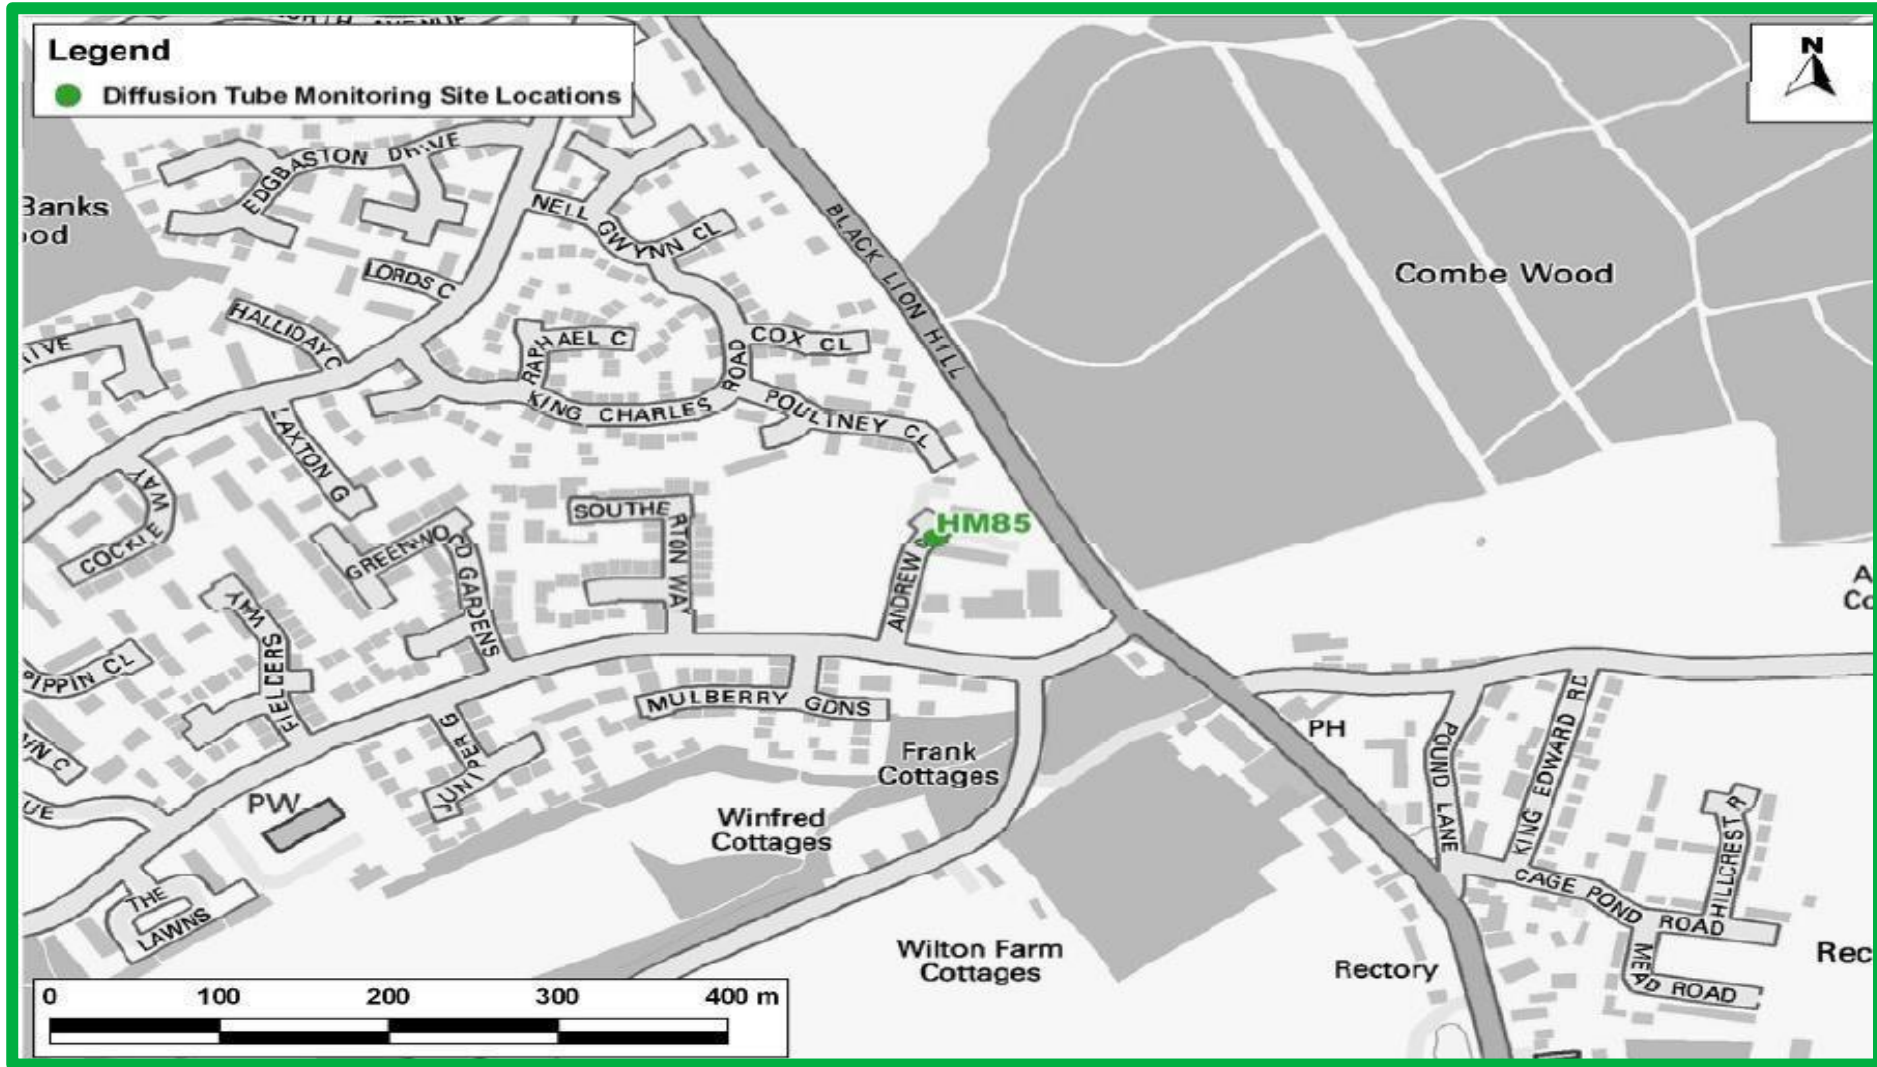 Legend
Diffusion Tube Monitoring Site Locations
N
EDGBASTON DRIVE
Banks
NELL GWYNN CL
BLACK LION HILL
LORDS C
Combe Wood
HALLIDAY C
RAPHAEL C
COX CL
KING CHARLES ROAD
POULTNEY CL
LAXTON G
COCKIE WAY
SOUTHERTON WAY
GREENWOOD GARDENS
HM85
ANDREW
FIELDERS WAY
PIPPIN CL
MULBERRY GDNS
JUNIPER G
Frank
Cottages
PH
POUND LANE
KING EDWARD RD
PW
Winfred
Cottages
HILLCREST R
THE
LAWNS
CAGE POND ROAD
Wilton Farm
Cottages
Rectory
MEAD ROAD
Rec
0 100 200 300 400 m